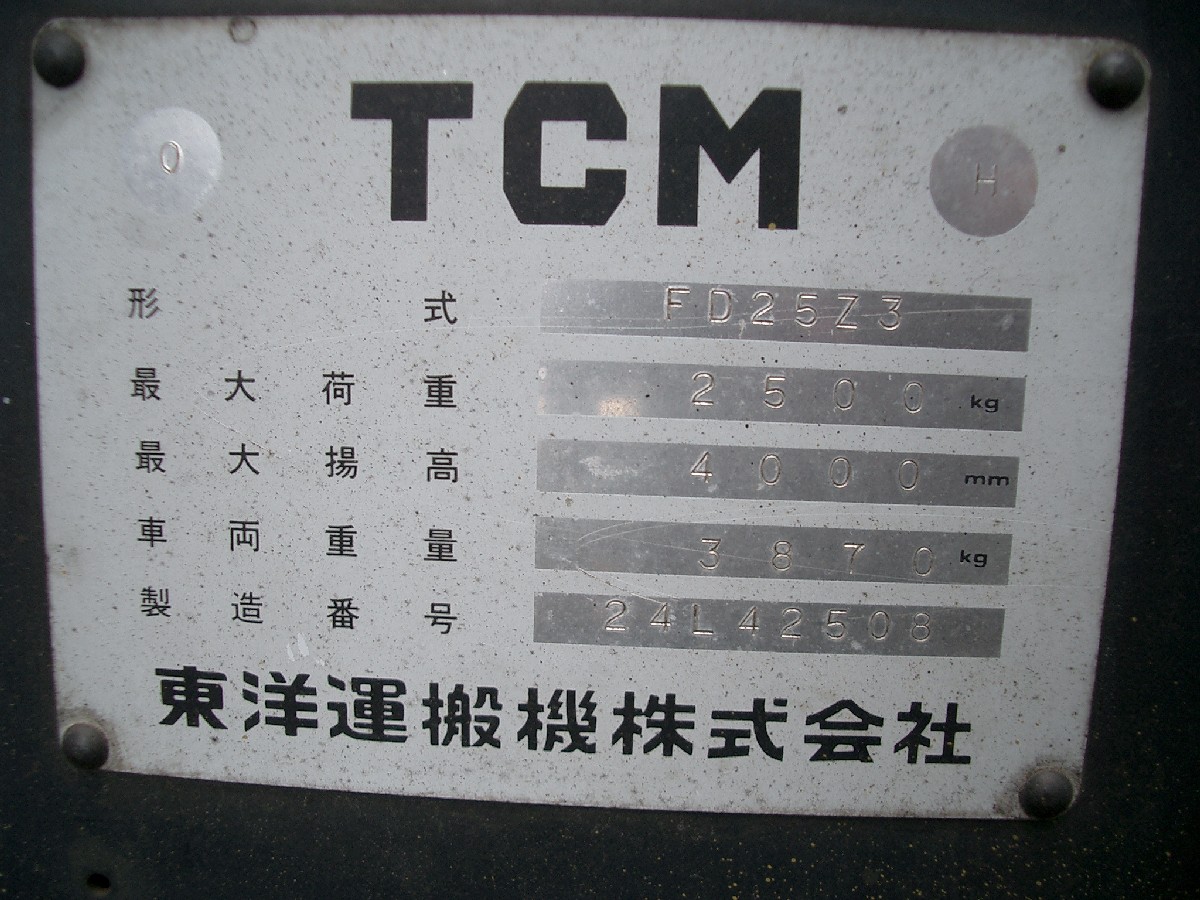 TCM
O
H
形式 FD25Z3
最大荷重 2500 kg
最大揚高 4000 mm
車両重量 3870 kg
製造番号 24L42508
東洋運搬機株式会社